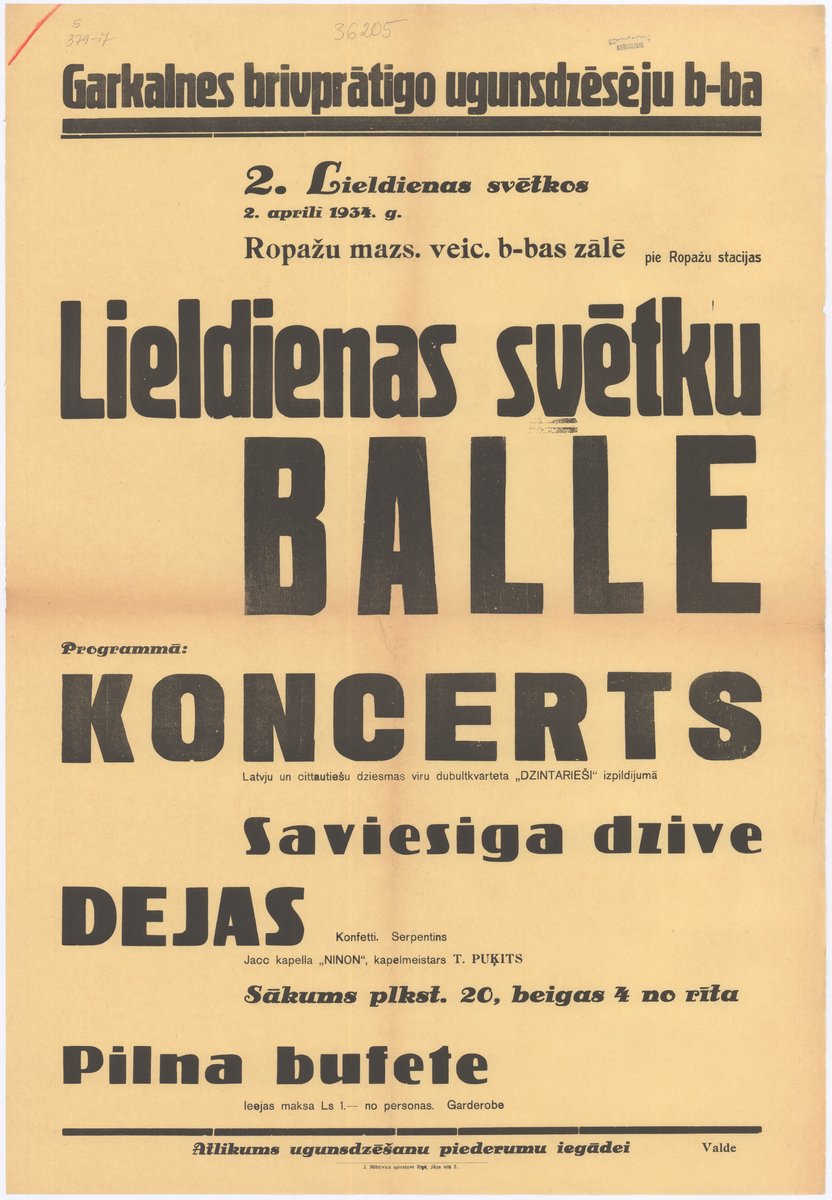 S
379-17
36205
Garkalnes brivprātigo ugunsdzēsēju b-ba
2. Lieldienas svētkos
2. aprilī 1934. g.
Ropažu mazs. veic. b-bas zālē pie Ropažu stacijas
Lieldienas svētku
BALLE
Programmā:
KONCERTS
Latvju un cittautiešu dziesmas viru dubultkvarteta „DZINTARIEŠI“ izpildijumā
Saviesiga dzive
DEJAS Konfetti. Serpentins
Jacc kapella „NINON“, kapelmeistars T. PUĶITS
Sākums plkst. 20, beigas 4 no rīta
Pilna bufete
Ieejas maksa Ls 1.— no personas. Garderobe
Atlikums ugunsdzēšanu piederumu iegādei Valde